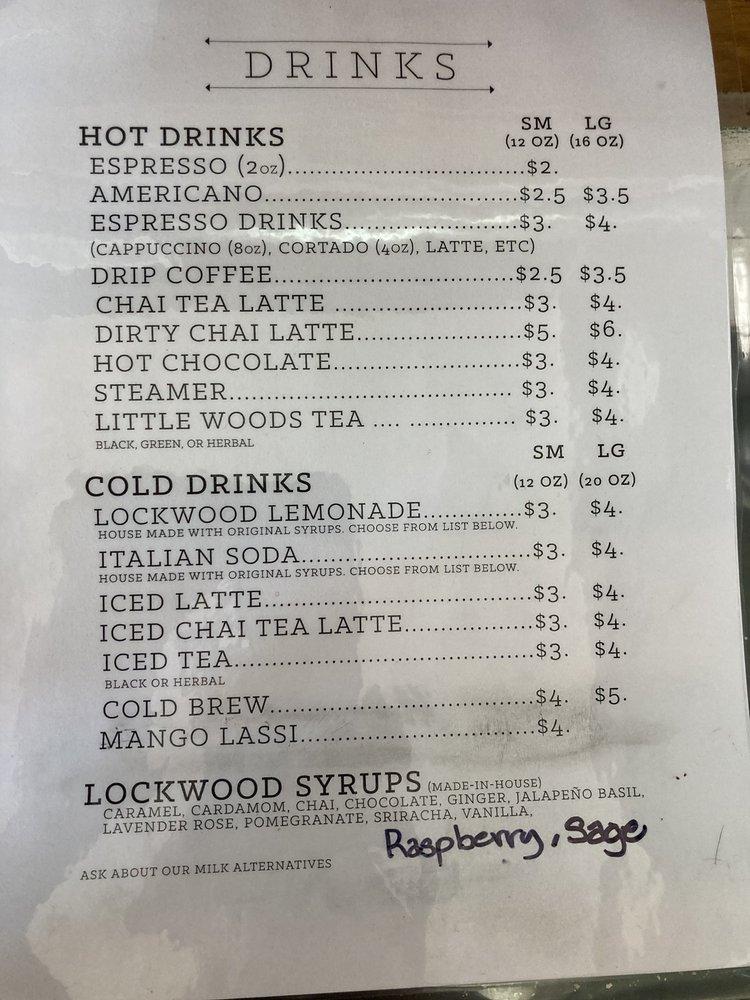 DRINKS
SM LG
HOT DRINKS (12 OZ) (16 OZ)
ESPRESSO (2oz)..............................$2.
AMERICANO..............................$2.5 $3.5
ESPRESSO DRINKS....................$3. $4.
(CAPPUCCINO (8oz), CORTADO (4oz), LATTE, ETC)
DRIP COFFEE............................$2.5 $3.5
CHAI TEA LATTE ......................$3. $4.
DIRTY CHAI LATTE..................$5. $6.
HOT CHOCOLATE.....................$3. $4.
STEAMER................................. $3. $4.
LITTLE WOODS TEA .... ............. $3. $4.
BLACK, GREEN, OR HERBAL
SM LG
COLD DRINKS (12 OZ) (20 OZ)
LOCKWOOD LEMONADE............$3. $4.
HOUSE MADE WITH ORIGINAL SYRUPS. CHOOSE FROM LIST BELOW.
ITALIAN SODA...........................$3. $4.
HOUSE MADE WITH ORIGINAL SYRUPS. CHOOSE FROM LIST BELOW.
ICED LATTE...............................$3. $4.
ICED CHAI TEA LATTE...............$3. $4.
ICED TEA...................................$3. $4.
BLACK OR HERBAL
COLD BREW...............................$4. $5.
MANGO LASSI............................$4.
LOCKWOOD SYRUPS (MADE-IN-HOUSE)
CARAMEL, CARDAMOM, CHAI, CHOCOLATE, GINGER, JALAPEÑO BASIL,
LAVENDER ROSE, POMEGRANATE, SRIRACHA, VANILLA,
Raspberry, Sage
ASK ABOUT OUR MILK ALTERNATIVES